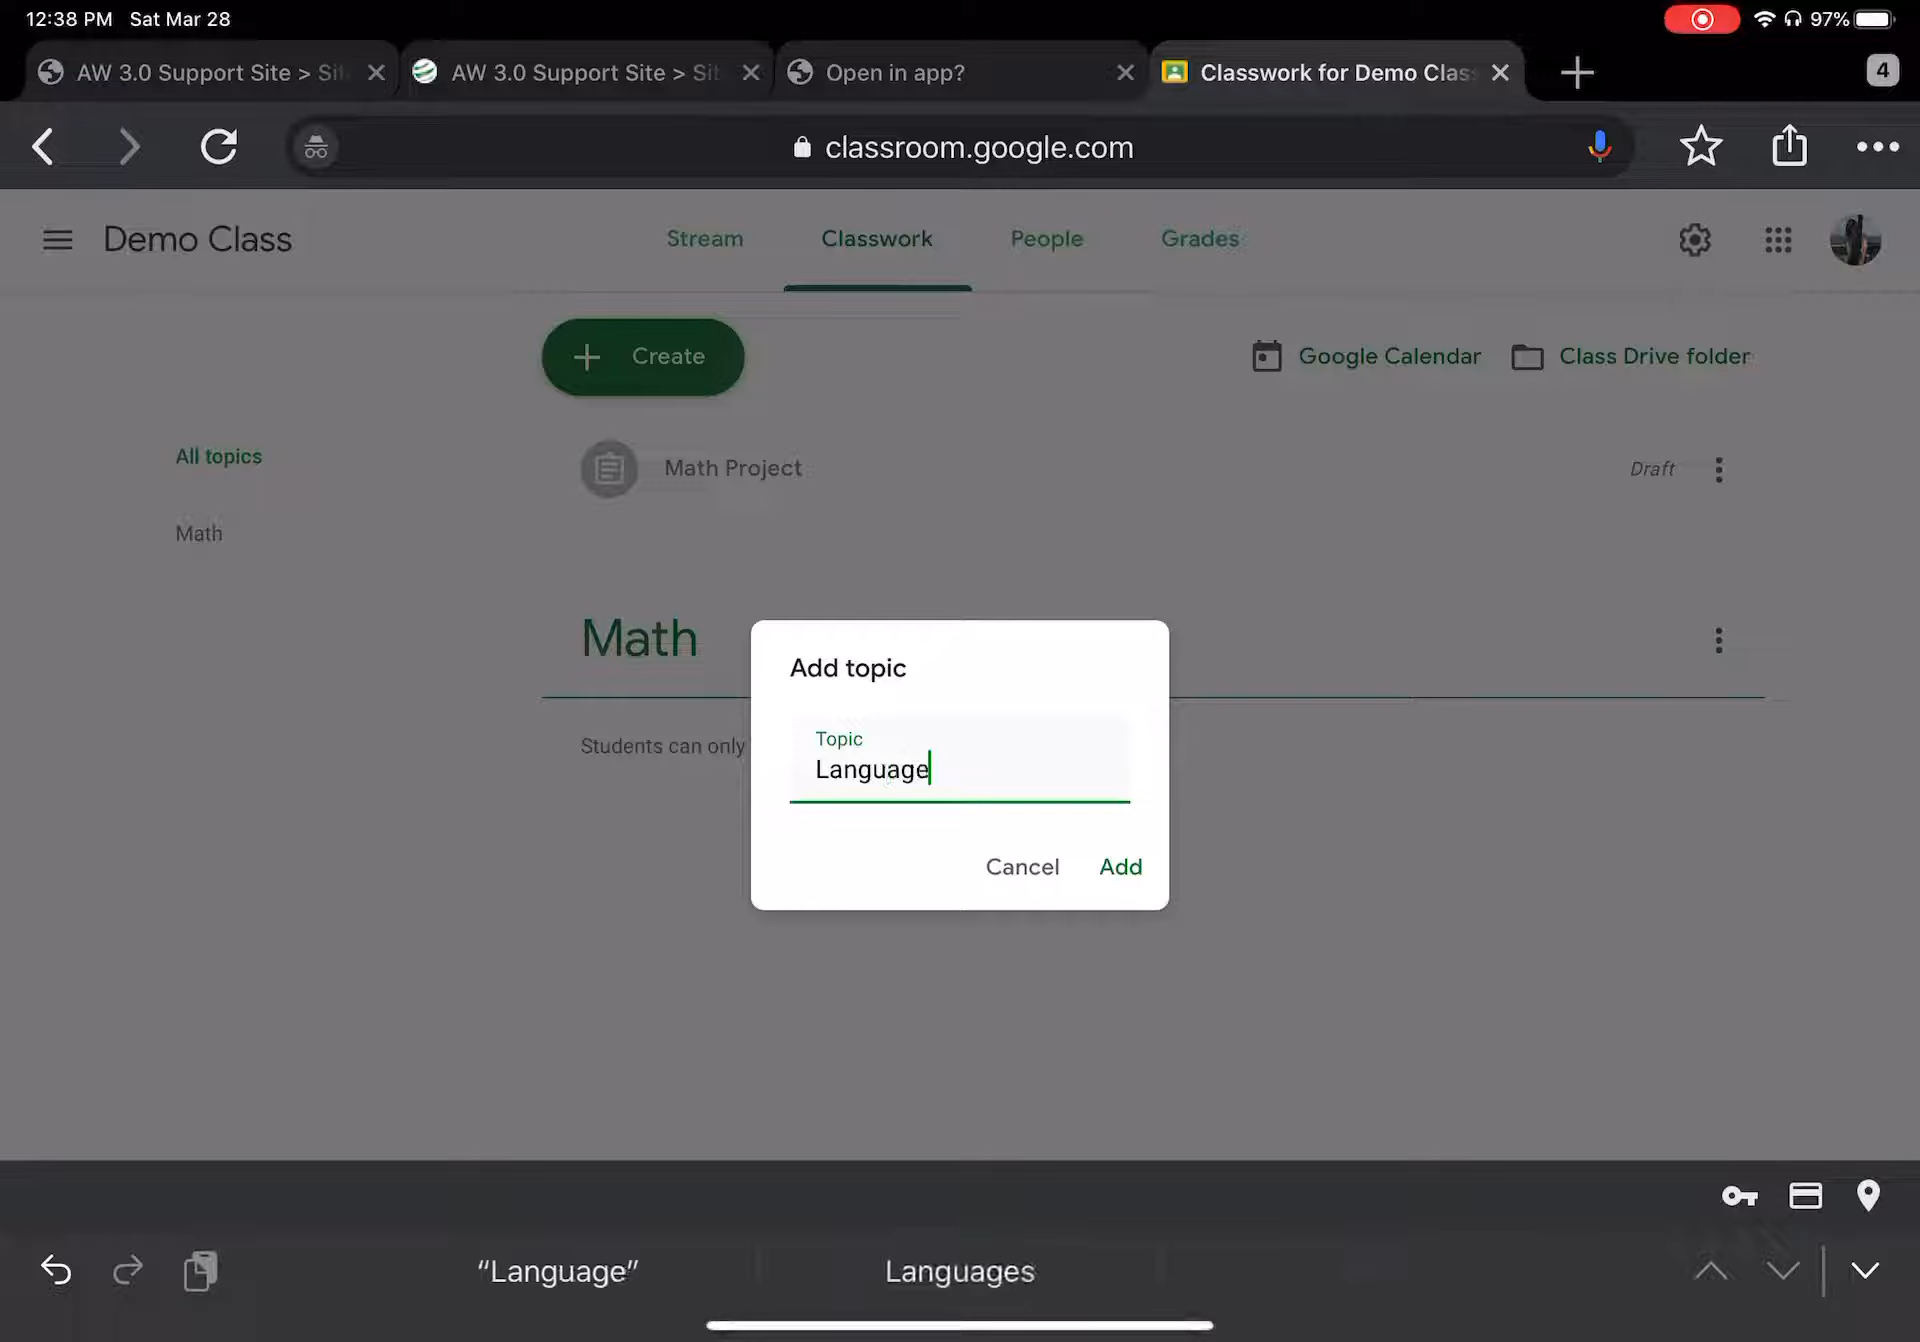 12:38 PM Sat Mar 28 97%
AW 3.0 Support Site > Sit AW 3.0 Support Site > Sit Open in app? Classwork for Demo Clas 4
classroom.google.com
Demo Class Stream Classwork People Grades
Create Google Calendar Class Drive folder
All topics
Math Project Draft
Math
Math
Add topic
Topic
Students can only
Language
Cancel Add
“Language” Languages